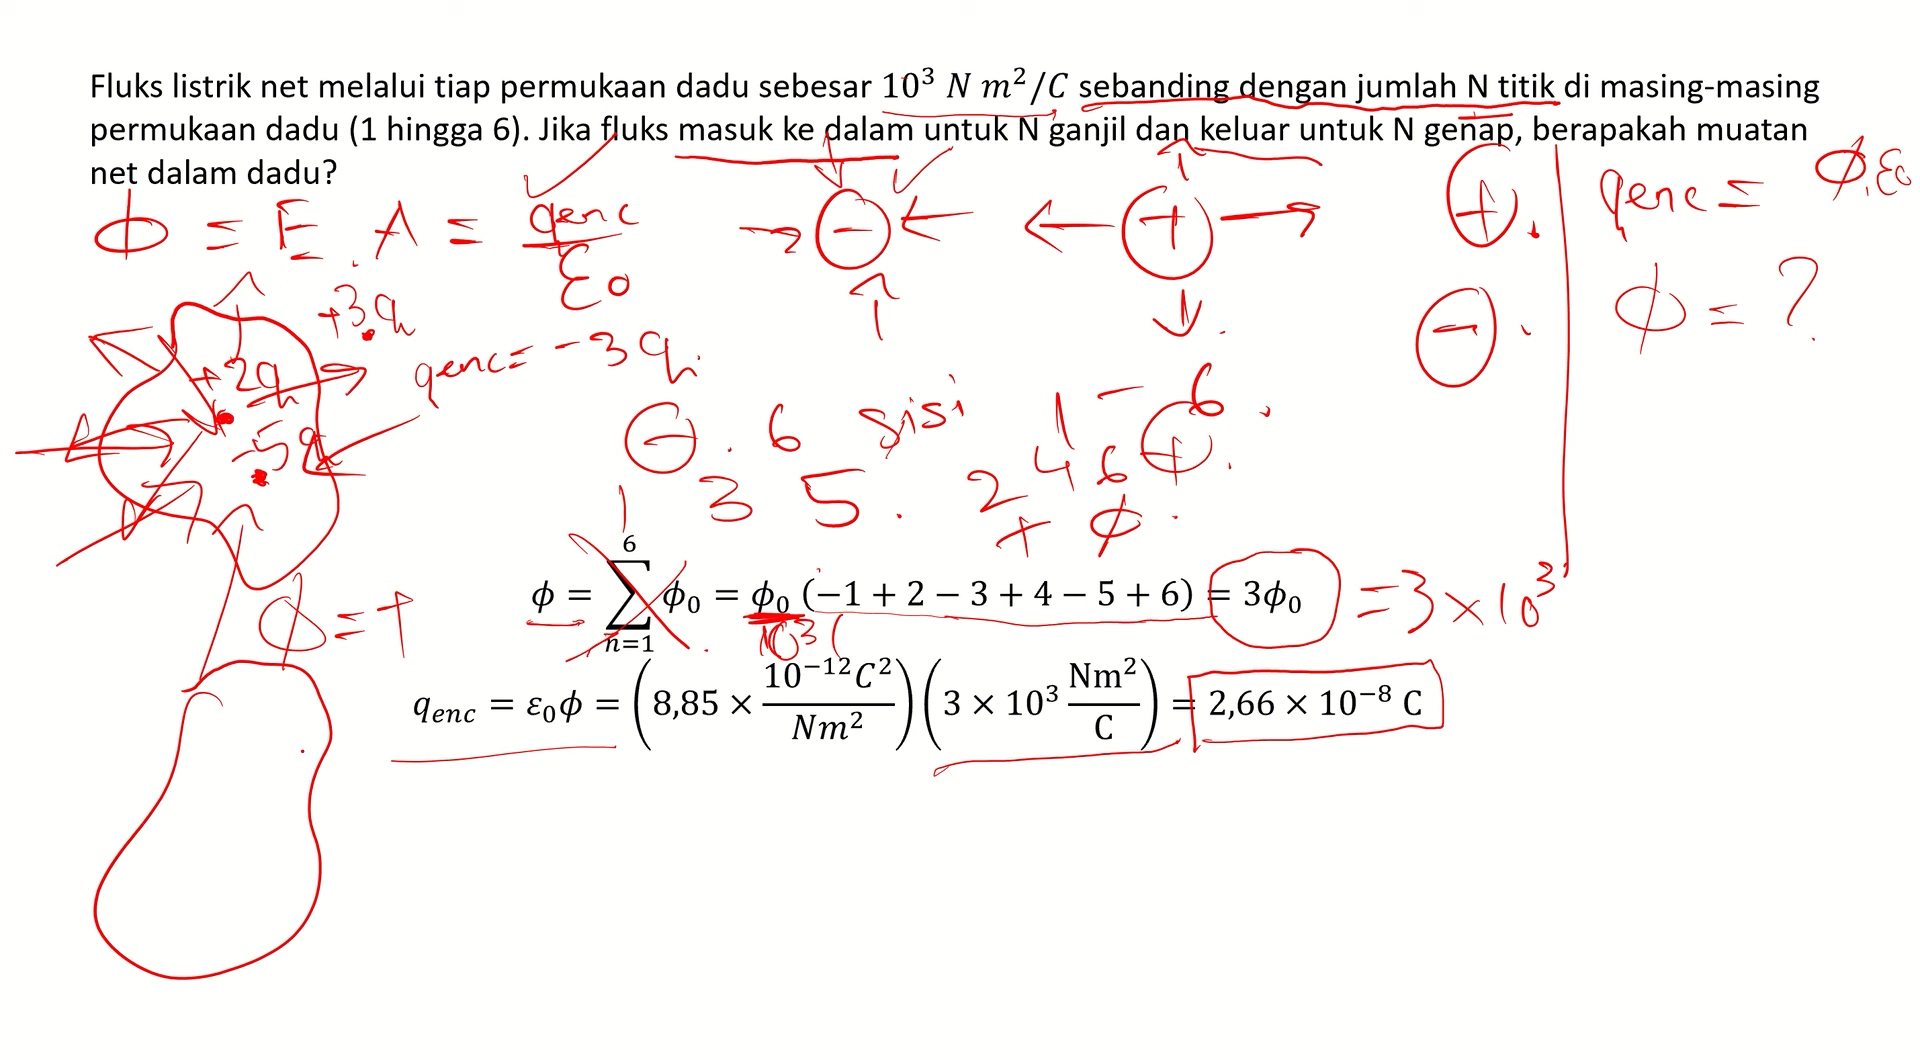 Fluks listrik net melalui tiap permukaan dadu sebesar 10³ N m²/C sebanding dengan jumlah N titik di masing-masing
permukaan dadu (1 hingga 6). Jika fluks masuk ke dalam untuk N ganjil dan keluar untuk N genap, berapakah muatan
net dalam dadu?
ϕ = E . A = qenc / ε0
qenc = ϕ . ε0
ϕ = ?
− +
+ .
− .
+3q
+2q
−5q
qenc = −3q
− . 6 sisi 1 − 6 .
1 3 5 . 2 4 6 + .
+ ϕ .
ϕ = ∑ₙ₌₁⁶ ϕ₀ = ϕ₀ (−1 + 2 − 3 + 4 − 5 + 6) = 3ϕ₀ = 3 × 10³
10³ (
ϕ = +
qenc = ε₀ϕ = (8,85 × 10⁻¹²C²/Nm²) (3 × 10³ Nm²/C) = 2,66 × 10⁻⁸ C